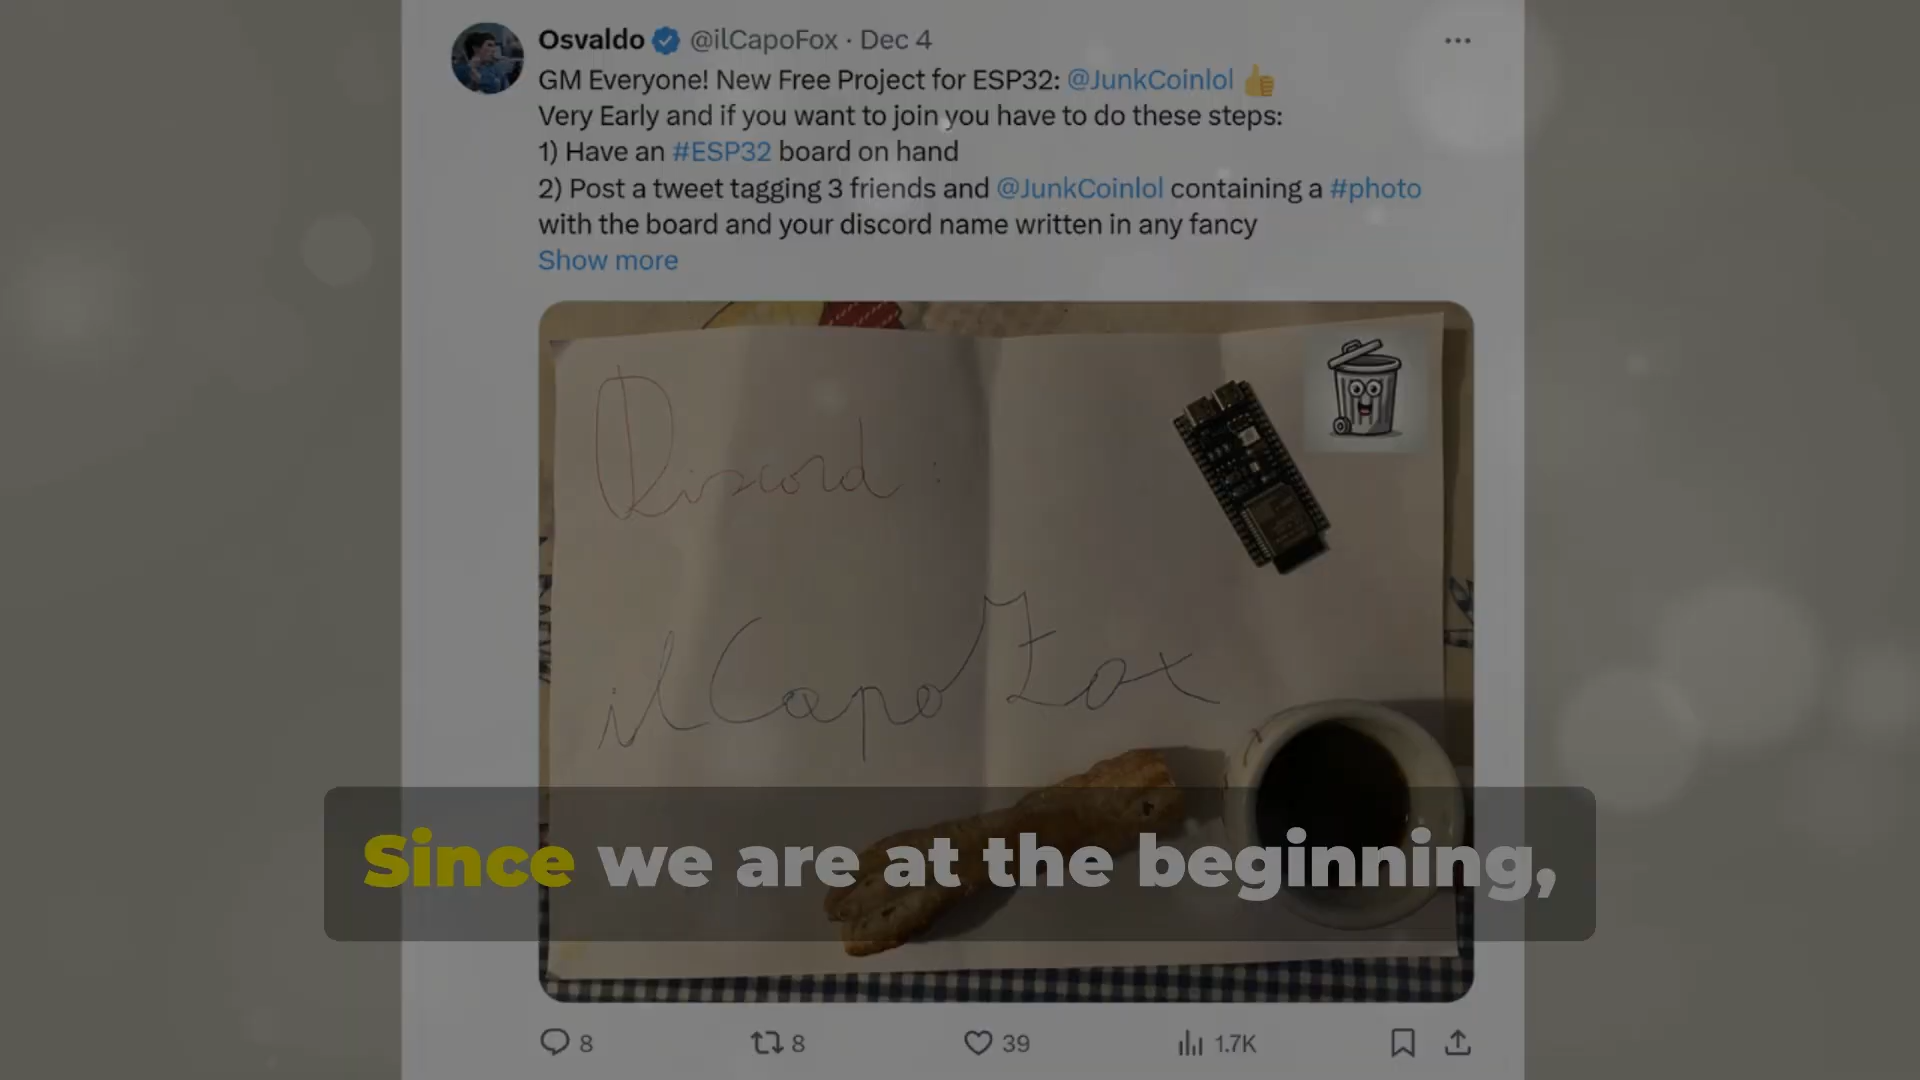 Osvaldo @ilCapoFox · Dec 4
GM Everyone! New Free Project for ESP32: @JunkCoinlol 👍
Very Early and if you want to join you have to do these steps:
1) Have an #ESP32 board on hand
2) Post a tweet tagging 3 friends and @JunkCoinlol containing a #photo
with the board and your discord name written in any fancy
Show more
Discord :
ilCapoFox
Since we are at the beginning,
8 8 39 1.7K